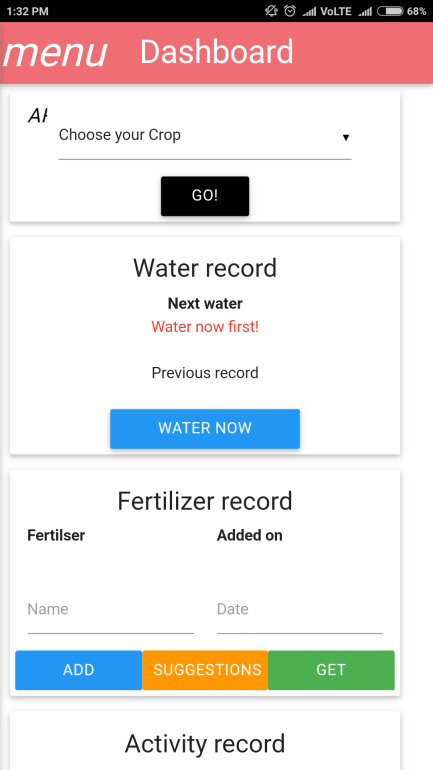 1:32 PM VoLTE 68%
menu Dashboard
Choose your Crop
GO!
Water record
Next water
Water now first!
Previous record
WATER NOW
Fertilizer record
Fertilser Added on
Name Date
ADD SUGGESTIONS GET
Activity record